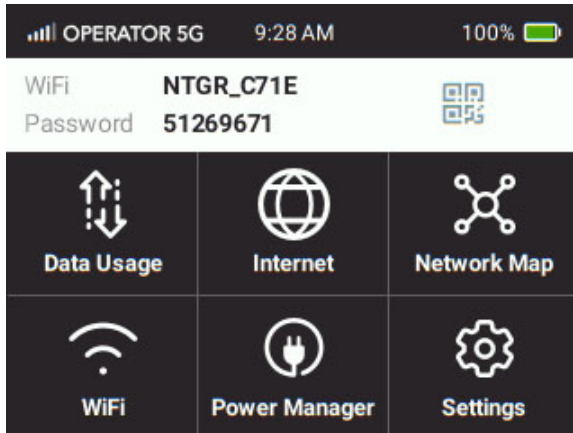 OPERATOR 5G 9:28 AM 100%
WiFi NTGR_C71E
Password 51269671
Data Usage Internet Network Map
WiFi Power Manager Settings